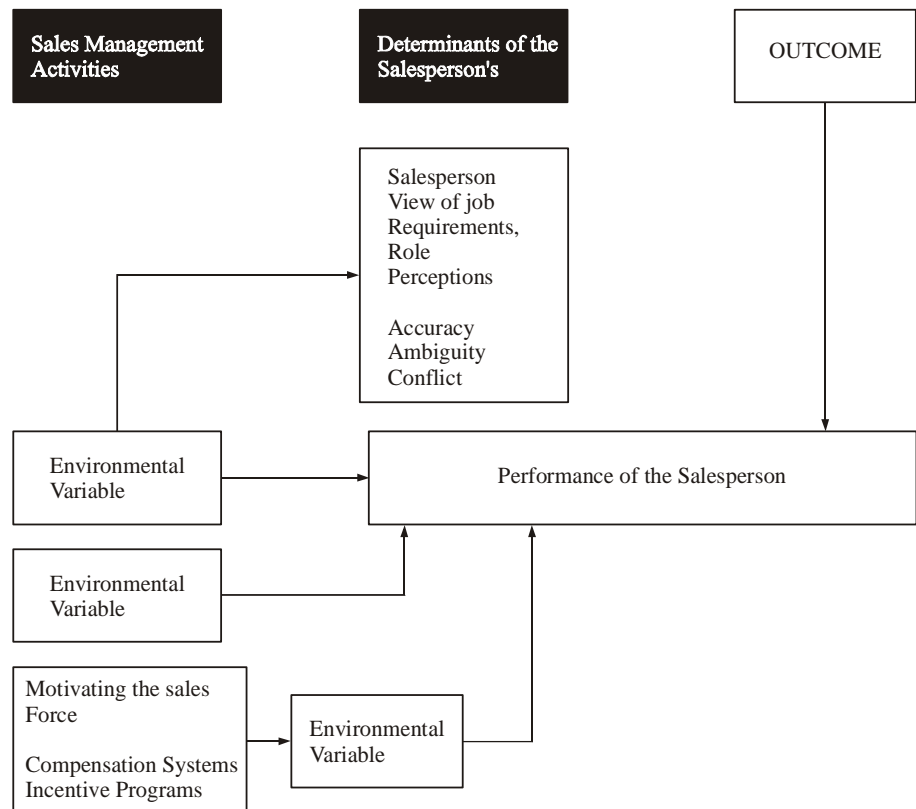 Sales Management
Activities
Determinants of the
Salesperson's
OUTCOME
Salesperson
View of job
Requirements,
Role
Perceptions
Accuracy
Ambiguity
Conflict
Environmental
Variable
Performance of the Salesperson
Environmental
Variable
Motivating the sales
Force
Compensation Systems
Incentive Programs
Environmental
Variable